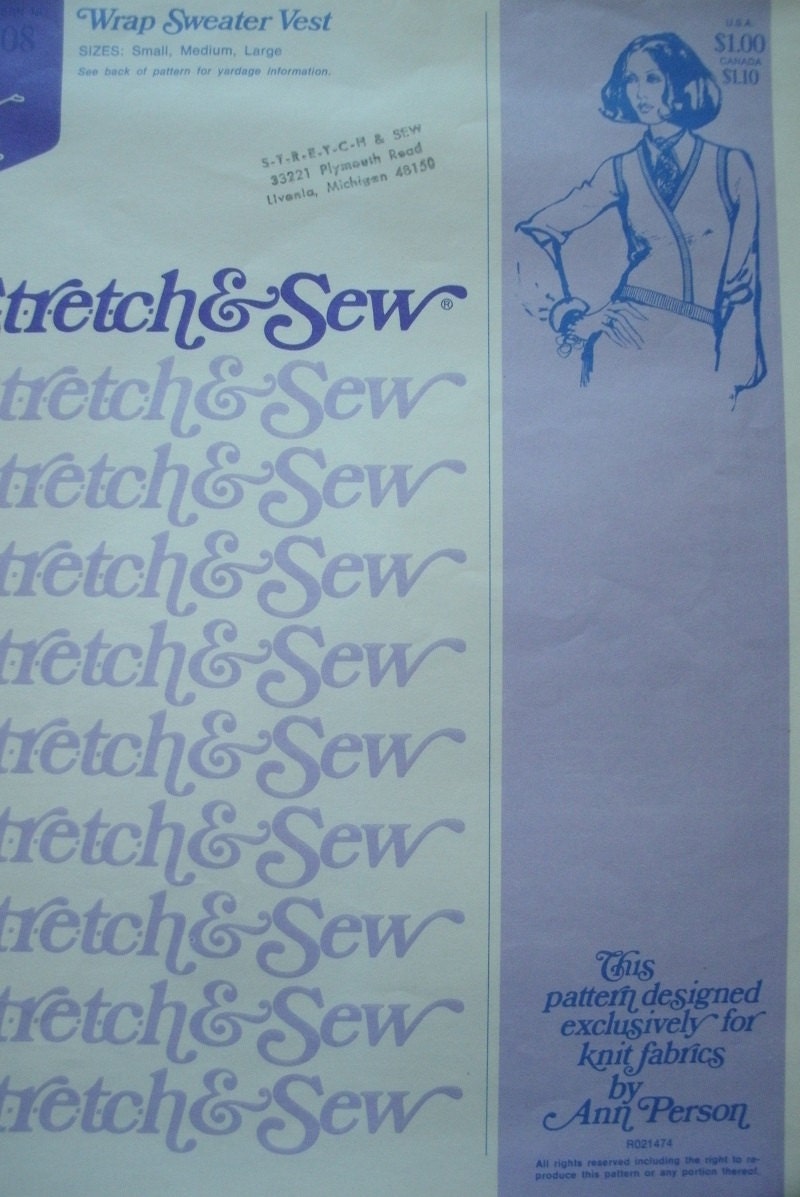 08
Wrap Sweater Vest
SIZES: Small, Medium, Large
See back of pattern for yardage information.
U.S.A.
$1.00
CANADA
$1.10
S-T-R-E-T-C-H & SEW
33221 Plymouth Road
Livonia, Michigan 48150
tretch & Sew®
tretch & Sew
tretch & Sew
tretch & Sew
tretch & Sew
tretch & Sew
tretch & Sew
tretch & Sew
tretch & Sew
tretch & Sew
This
pattern designed
exclusively for
knit fabrics
by
Ann Person
R021474
All rights reserved including the right to re-
produce this pattern or any portion thereof.